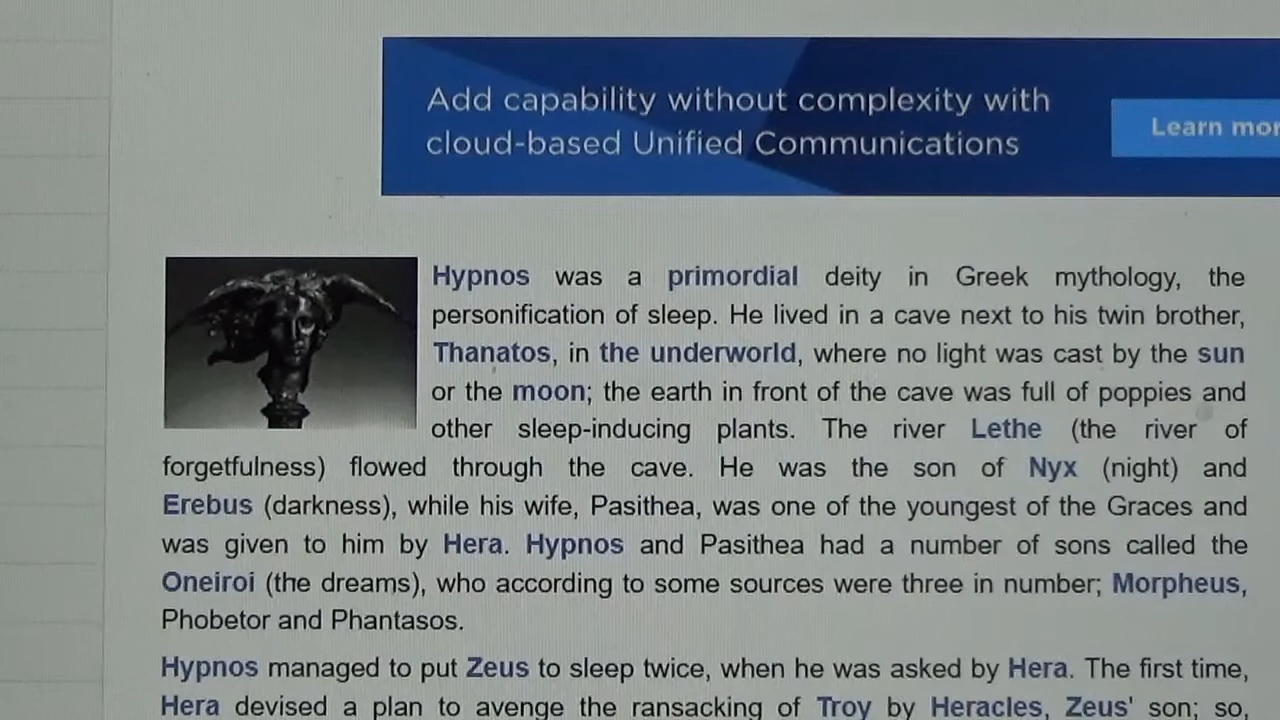 Add capability without complexity with
cloud-based Unified Communications
Learn
Hypnos was a primordial deity in Greek mythology, the
personification of sleep. He lived in a cave next to his twin brother,
Thanatos, in the underworld, where no light was cast by the sun
or the moon; the earth in front of the cave was full of poppies and
other sleep-inducing plants. The river Lethe (the river of
forgetfulness) flowed through the cave. He was the son of Nyx (night) and
Erebus (darkness), while his wife, Pasithea, was one of the youngest of the Graces and
was given to him by Hera. Hypnos and Pasithea had a number of sons called the
Oneiroi (the dreams), who according to some sources were three in number; Morpheus,
Phobetor and Phantasos.
Hypnos managed to put Zeus to sleep twice, when he was asked by Hera. The first time,
Hera devised a plan to avenge the ransacking of Troy by Heracles, Zeus' son; so,